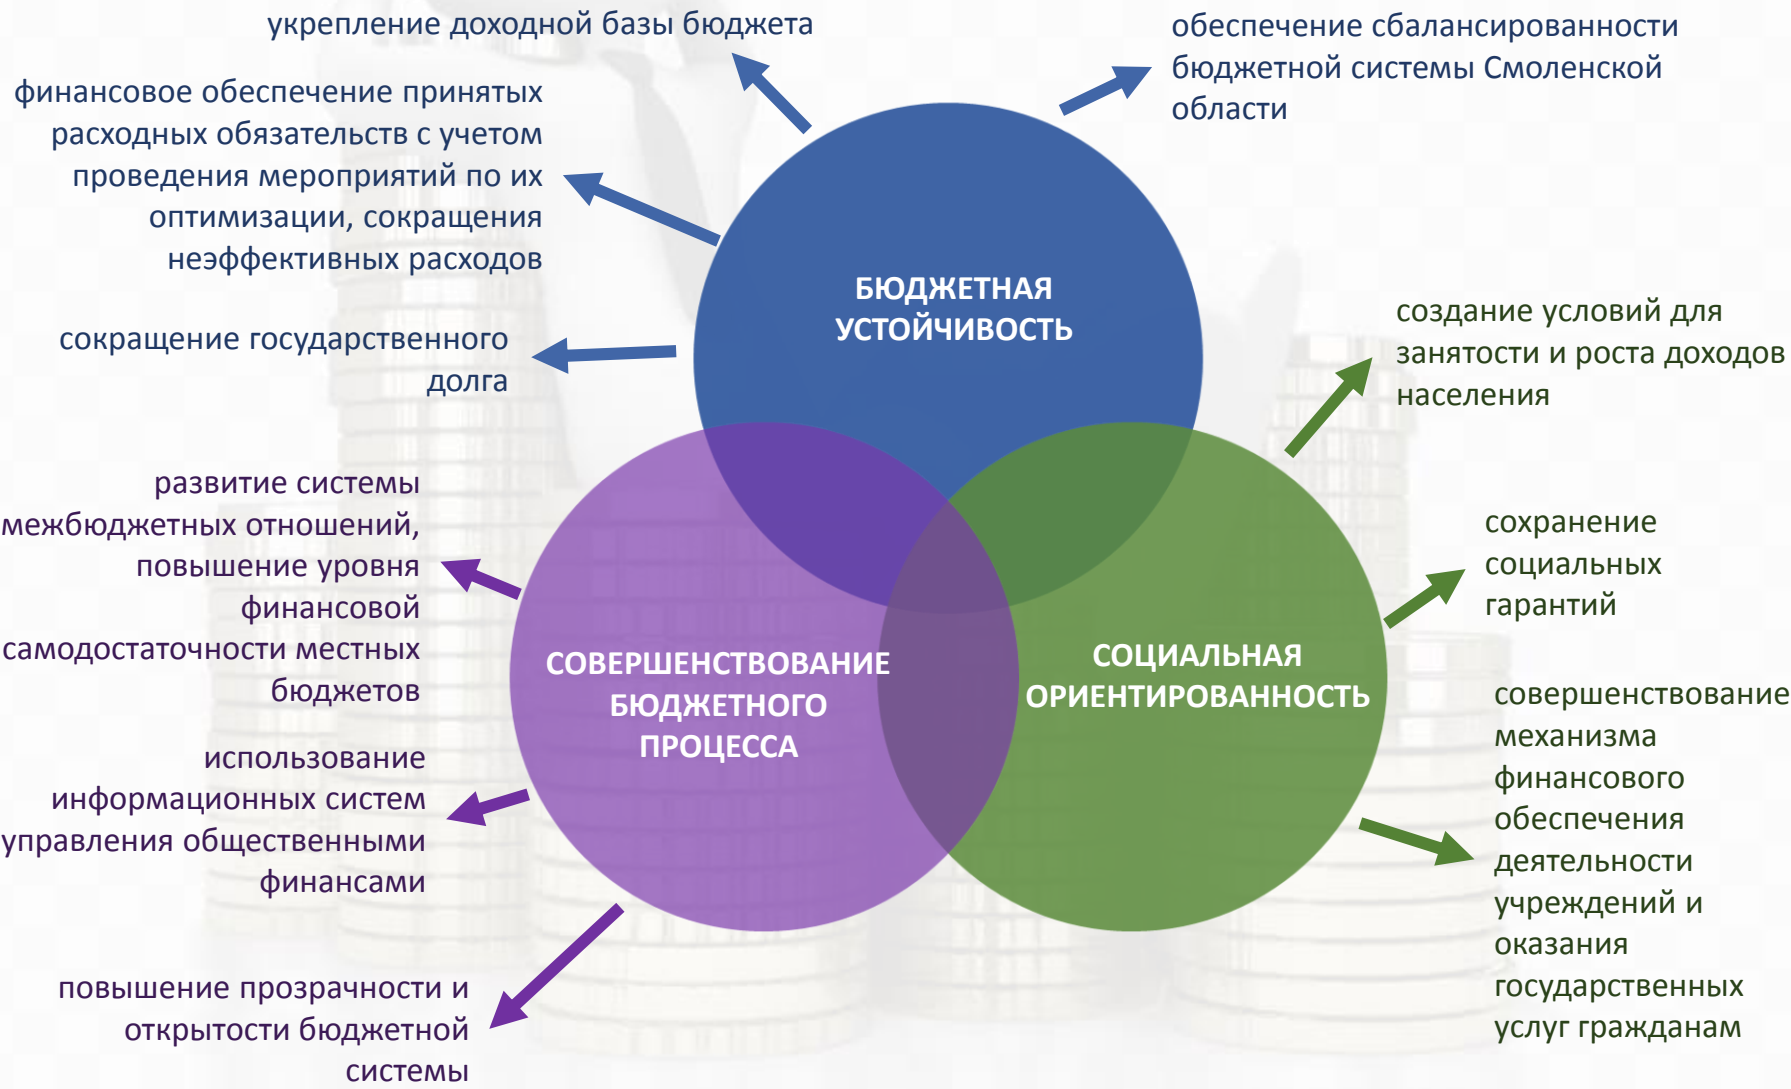 укрепление доходной базы бюджета
обеспечение сбалансированности
бюджетной системы Смоленской
области
финансовое обеспечение принятых
расходных обязательств с учетом
проведения мероприятий по их
оптимизации, сокращения
неэффективных расходов
сокращение государственного
долга
БЮДЖЕТНАЯ
УСТОЙЧИВОСТЬ
создание условий для
занятости и роста доходов
населения
сохранение
социальных
гарантий
совершенствование
механизма
финансового
обеспечения
деятельности
учреждений и
оказания
государственных
услуг гражданам
СОЦИАЛЬНАЯ
ОРИЕНТИРОВАННОСТЬ
СОВЕРШЕНСТВОВАНИЕ
БЮДЖЕТНОГО
ПРОЦЕССА
развитие системы
межбюджетных отношений,
повышение уровня
финансовой
самодостаточности местных
бюджетов
использование
информационных систем
управления общественными
финансами
повышение прозрачности и
открытости бюджетной
системы